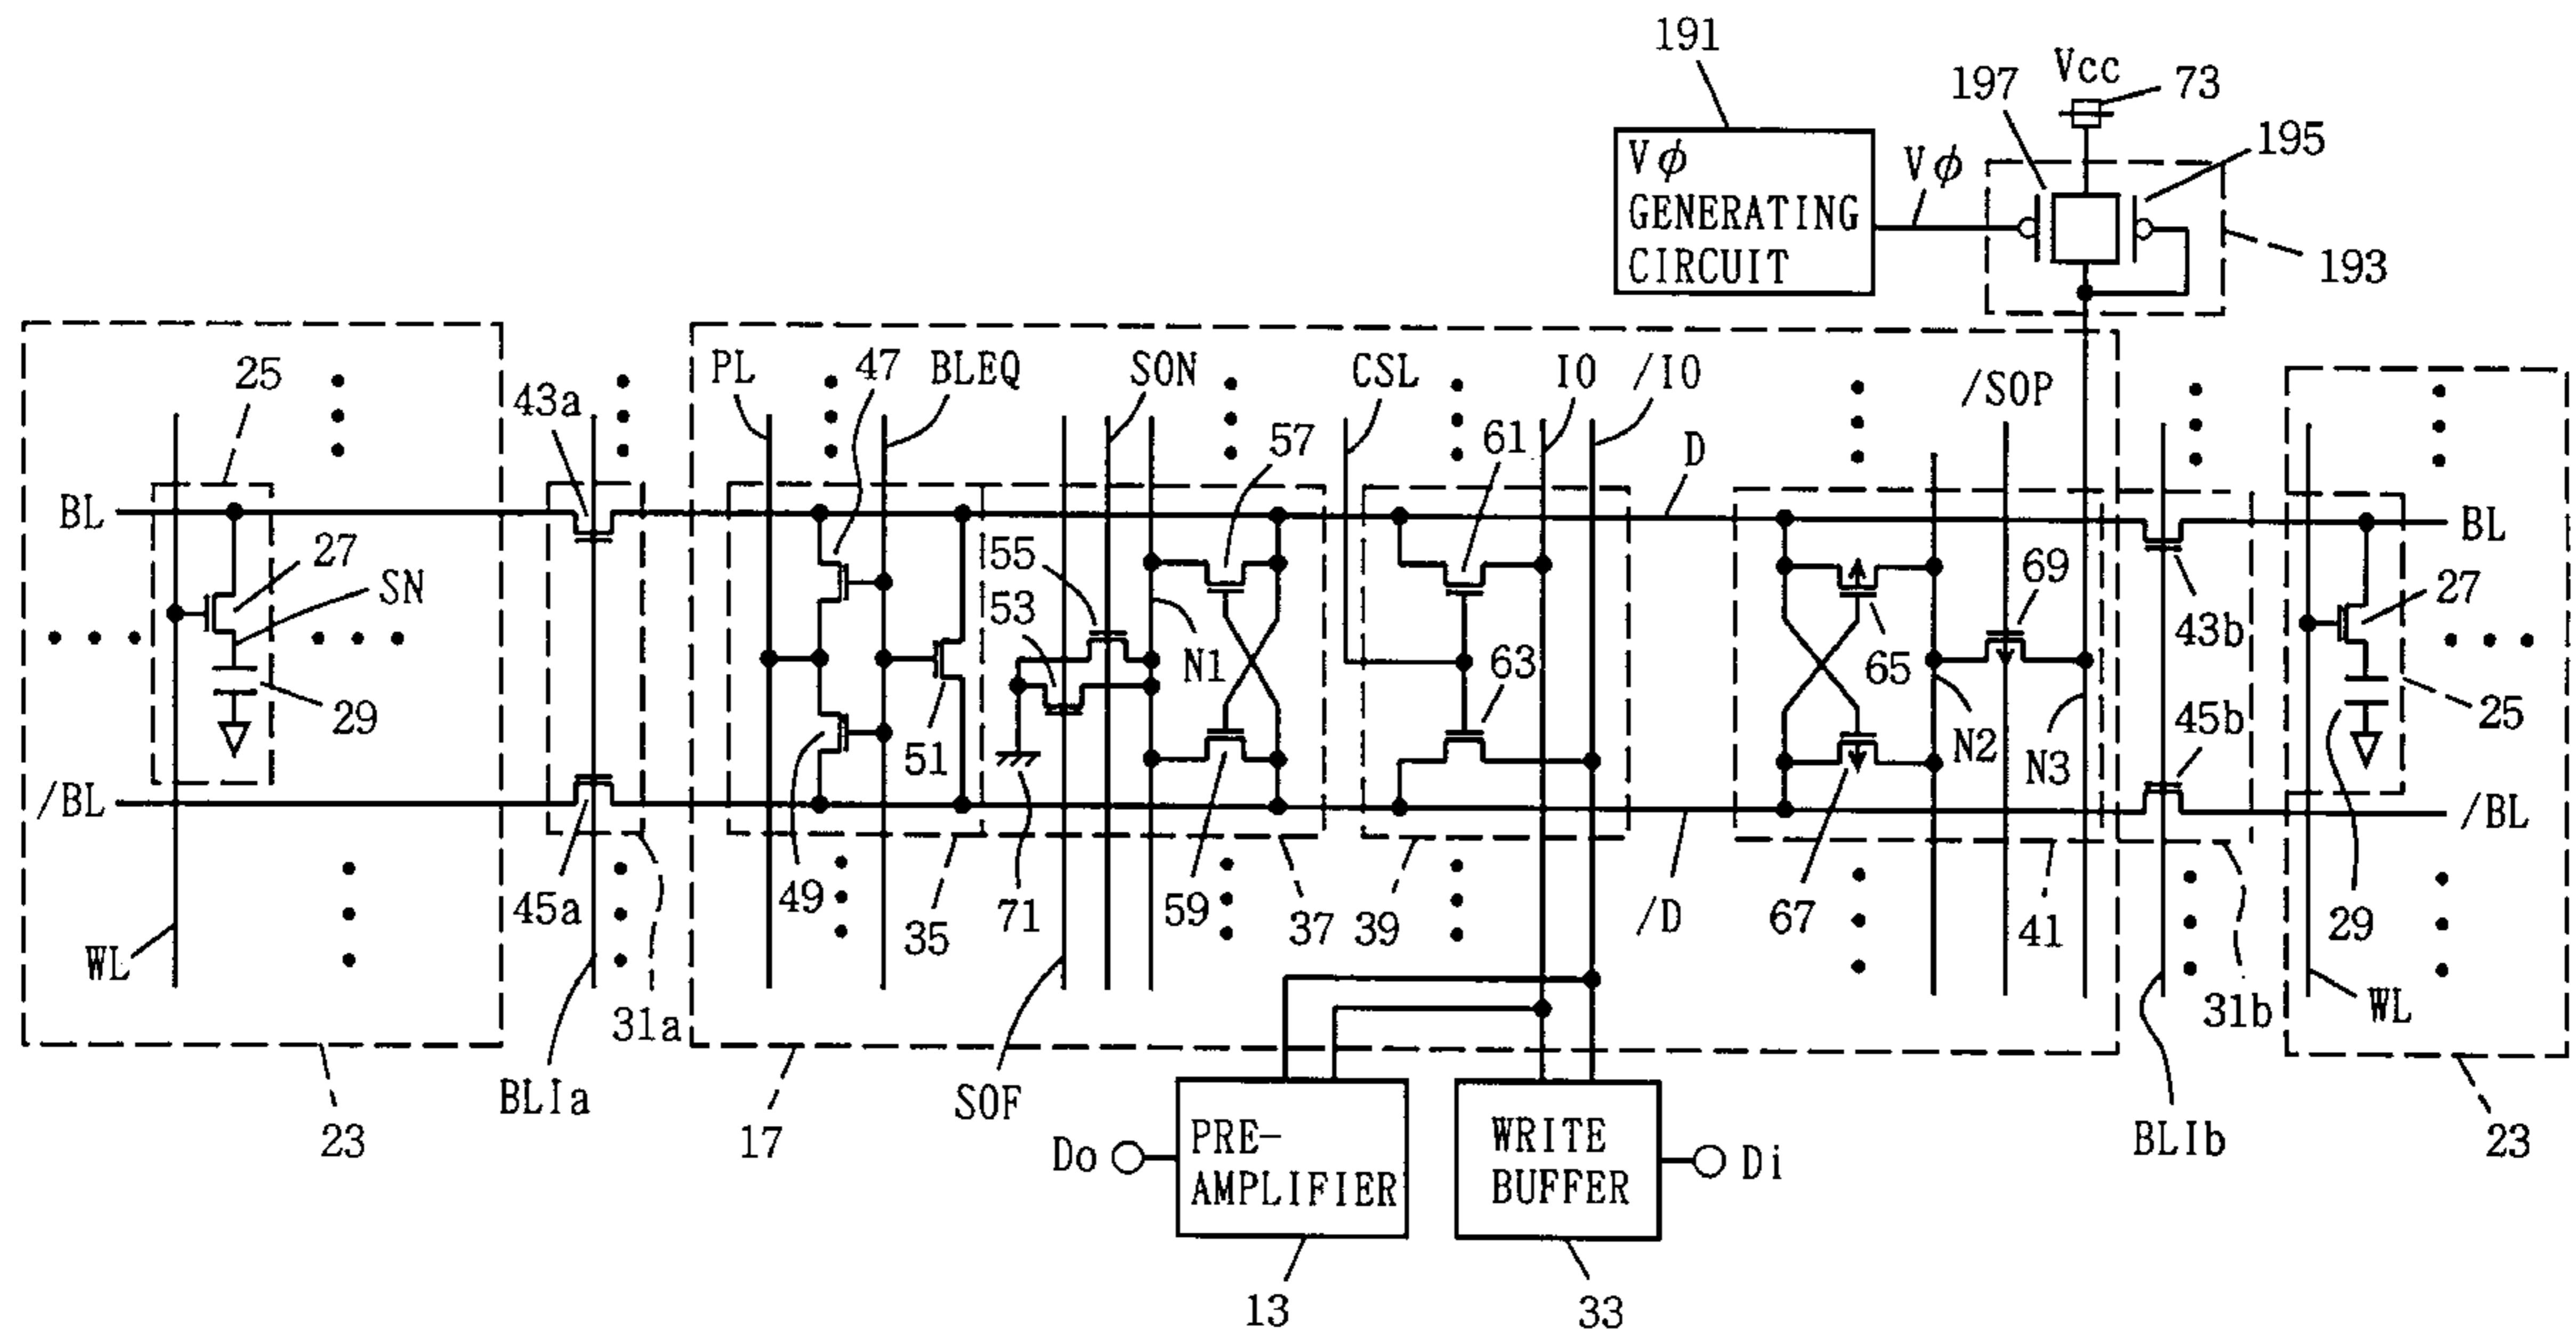 191
Vcc
197
73
195
Vφ
GENERATING
CIRCUIT
Vφ
193
25
43a
PL
47
BLEQ
SON
57
CSL
61
IO
/IO
D
/SOP
69
BL
27
SN
29
55
53
N1
63
65
N2
N3
43b
45b
BL
27
25
/BL
51
/BL
45a
49
35
71
59
37
39
/D
67
41
29
WL
BLIa
31a
SOF
31b
WL
23
17
Do
PRE-
AMPLIFIER
WRITE
BUFFER
Di
BLIb
23
13
33